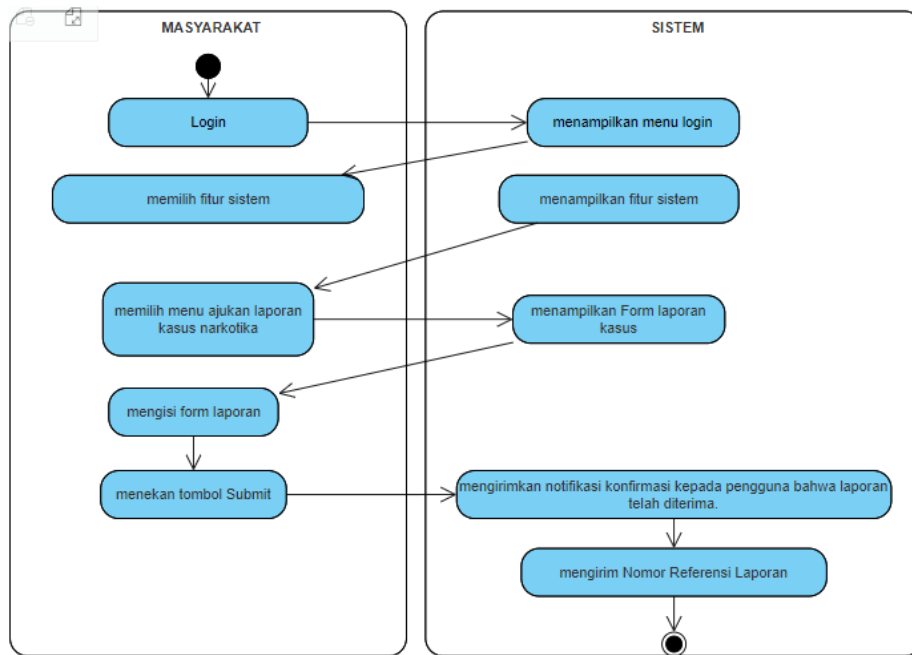 MASYARAKAT
SISTEM
Login
menampilkan menu login
memilih fitur sistem
menampilkan fitur sistem
memilih menu ajukan laporan
kasus narkotika
menampilkan Form laporan
kasus
mengisi form laporan
menekan tombol Submit
mengirimkan notifikasi konfirmasi kepada pengguna bahwa laporan
telah diterima.
mengirim Nomor Referensi Laporan